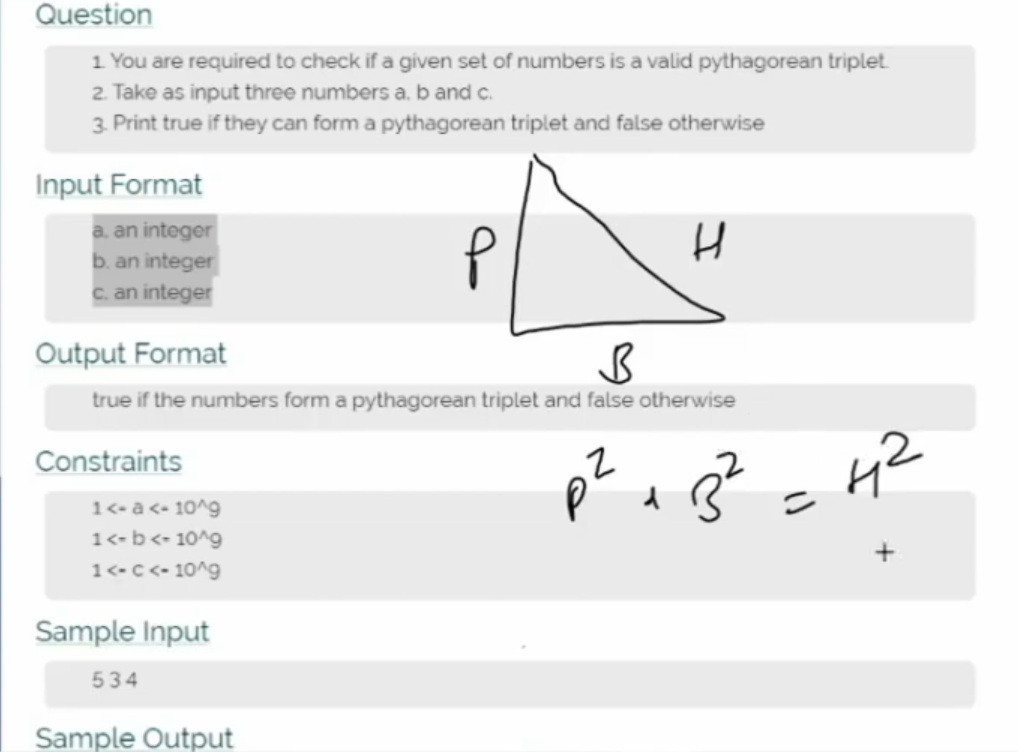 Question
1. You are required to check if a given set of numbers is a valid pythagorean triplet.
2. Take as input three numbers a, b and c.
3. Print true if they can form a pythagorean triplet and false otherwise
Input Format
a, an integer
b, an integer
c, an integer
P
H
B
Output Format
true if the numbers form a pythagorean triplet and false otherwise
Constraints
1 <= a <= 10^9
1 <= b <= 10^9
1 <= c <= 10^9
P² + B² = H²
Sample Input
5 3 4
Sample Output